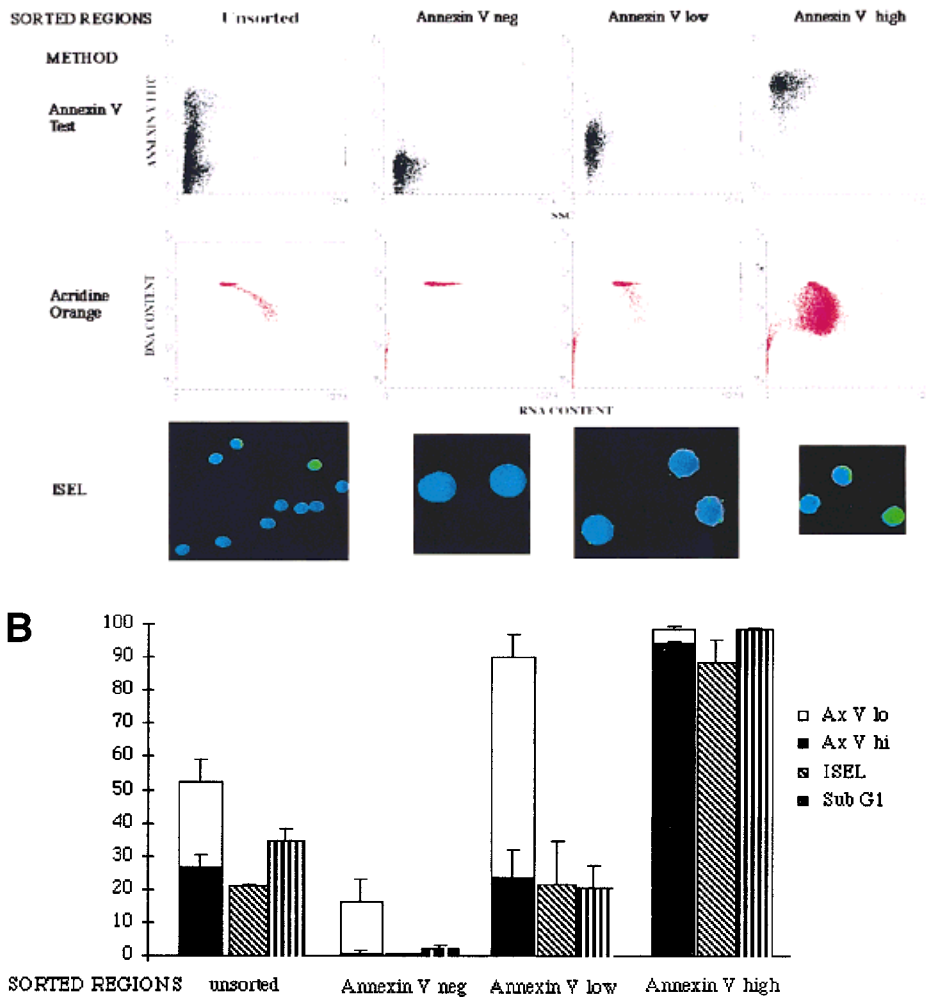 SORTED REGIONS Unsorted Annexin V neg Annexin V low Annexin V high
METHOD
Annexin V
Test
ANNEXIN V FITC
SSC
Acridine
Orange
DNA CONTENT
RNA CONTENT
ISEL
B
100
90
80
70
60
50
40
30
20
10
0
Ax V lo
Ax V hi
ISEL
Sub G1
SORTED REGIONS unsorted Annexin V neg Annexin V low Annexin V high